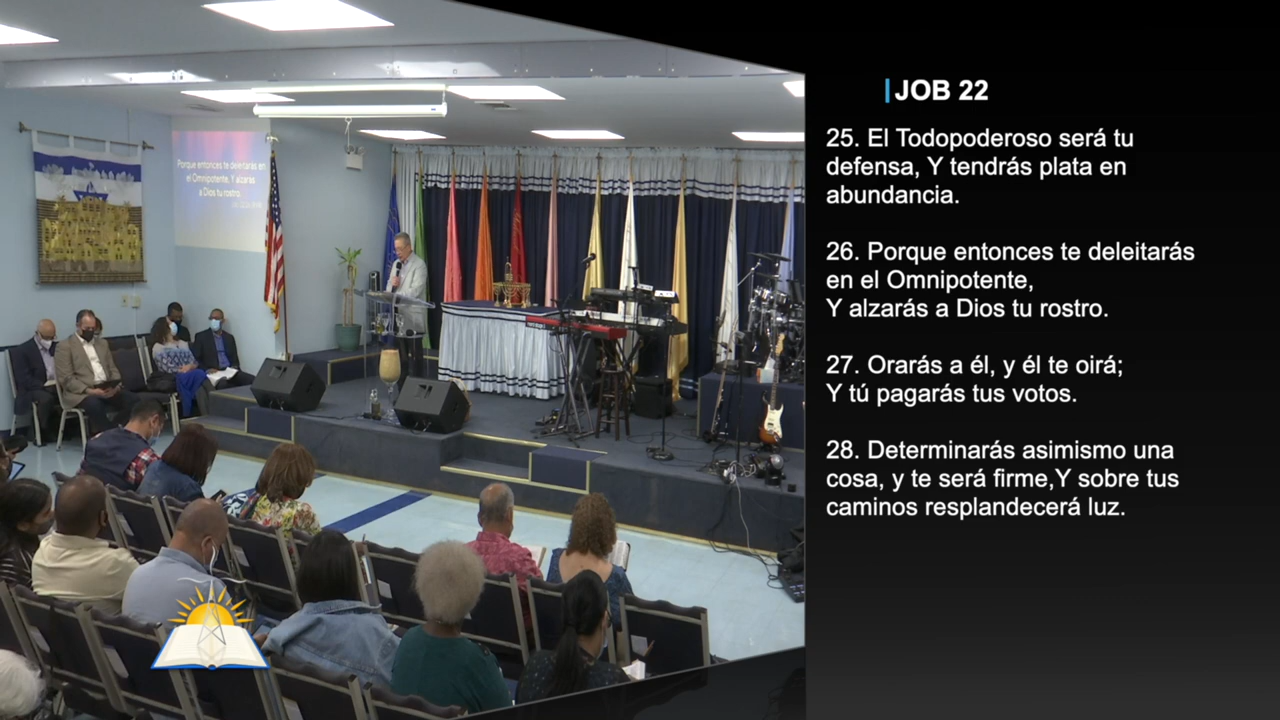 JOB 22
25. El Todopoderoso será tu
defensa, Y tendrás plata en
abundancia.
26. Porque entonces te deleitarás
en el Omnipotente,
Y alzarás a Dios tu rostro.
27. Orarás a él, y él te oirá;
Y tú pagarás tus votos.
28. Determinarás asimismo una
cosa, y te será firme,Y sobre tus
caminos resplandecerá luz.
Porque entonces te deleitarás en
el Omnipotente, Y alzarás
a Dios tu rostro.